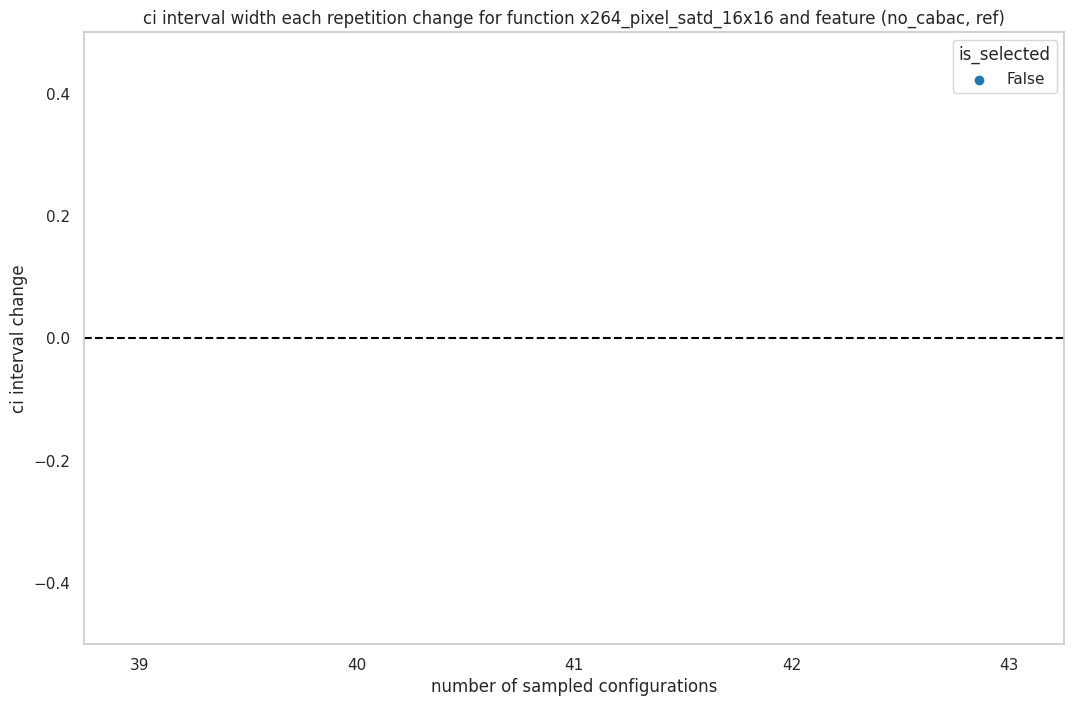 ci interval width each repetition change for function x264_pixel_satd_16x16 and feature (no_cabac, ref)
is_selected
False
0.4
0.2
0.0
−0.2
−0.4
ci interval change
39 40 41 42 43
number of sampled configurations